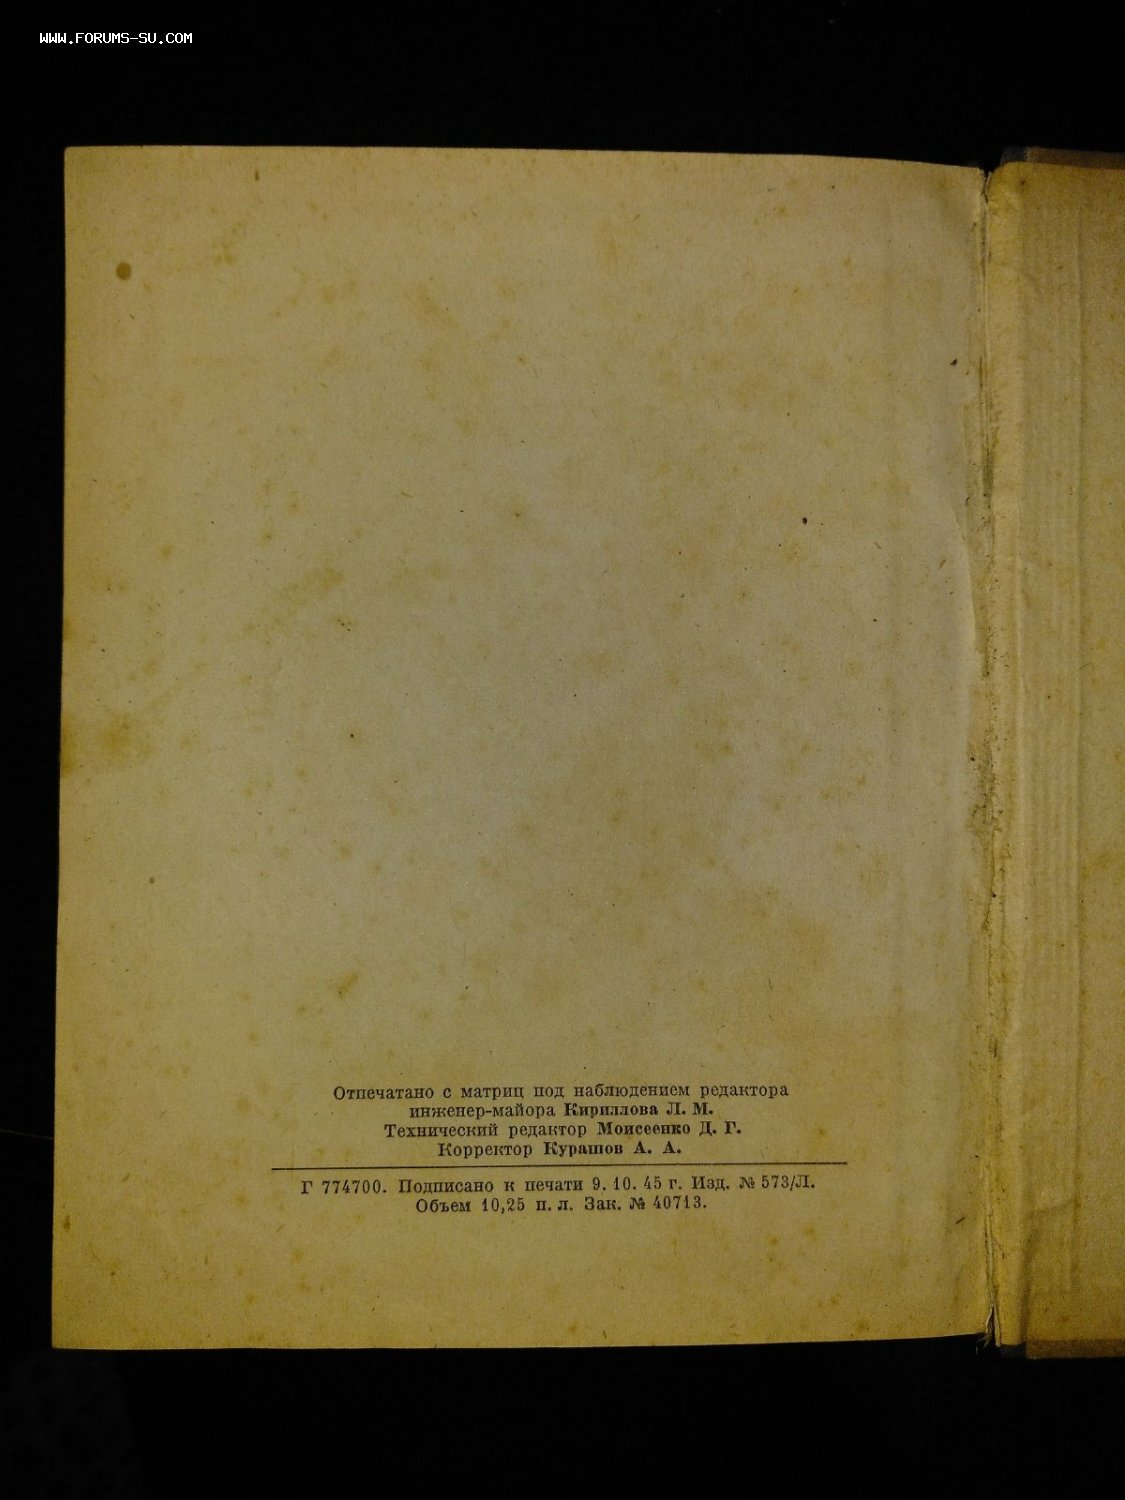 WWW.FORUMS-SU.COM
Отпечатано с матриц под наблюдением редактора
инженер-майора Кириллова Л. М.
Технический редактор Моисеенко Д. Г.
Корректор Курашов А. А.
Г 774700. Подписано к печати 9. 10. 45 г. Изд. № 573/Л.
Объем 10,25 п. л. Зак. № 40713.